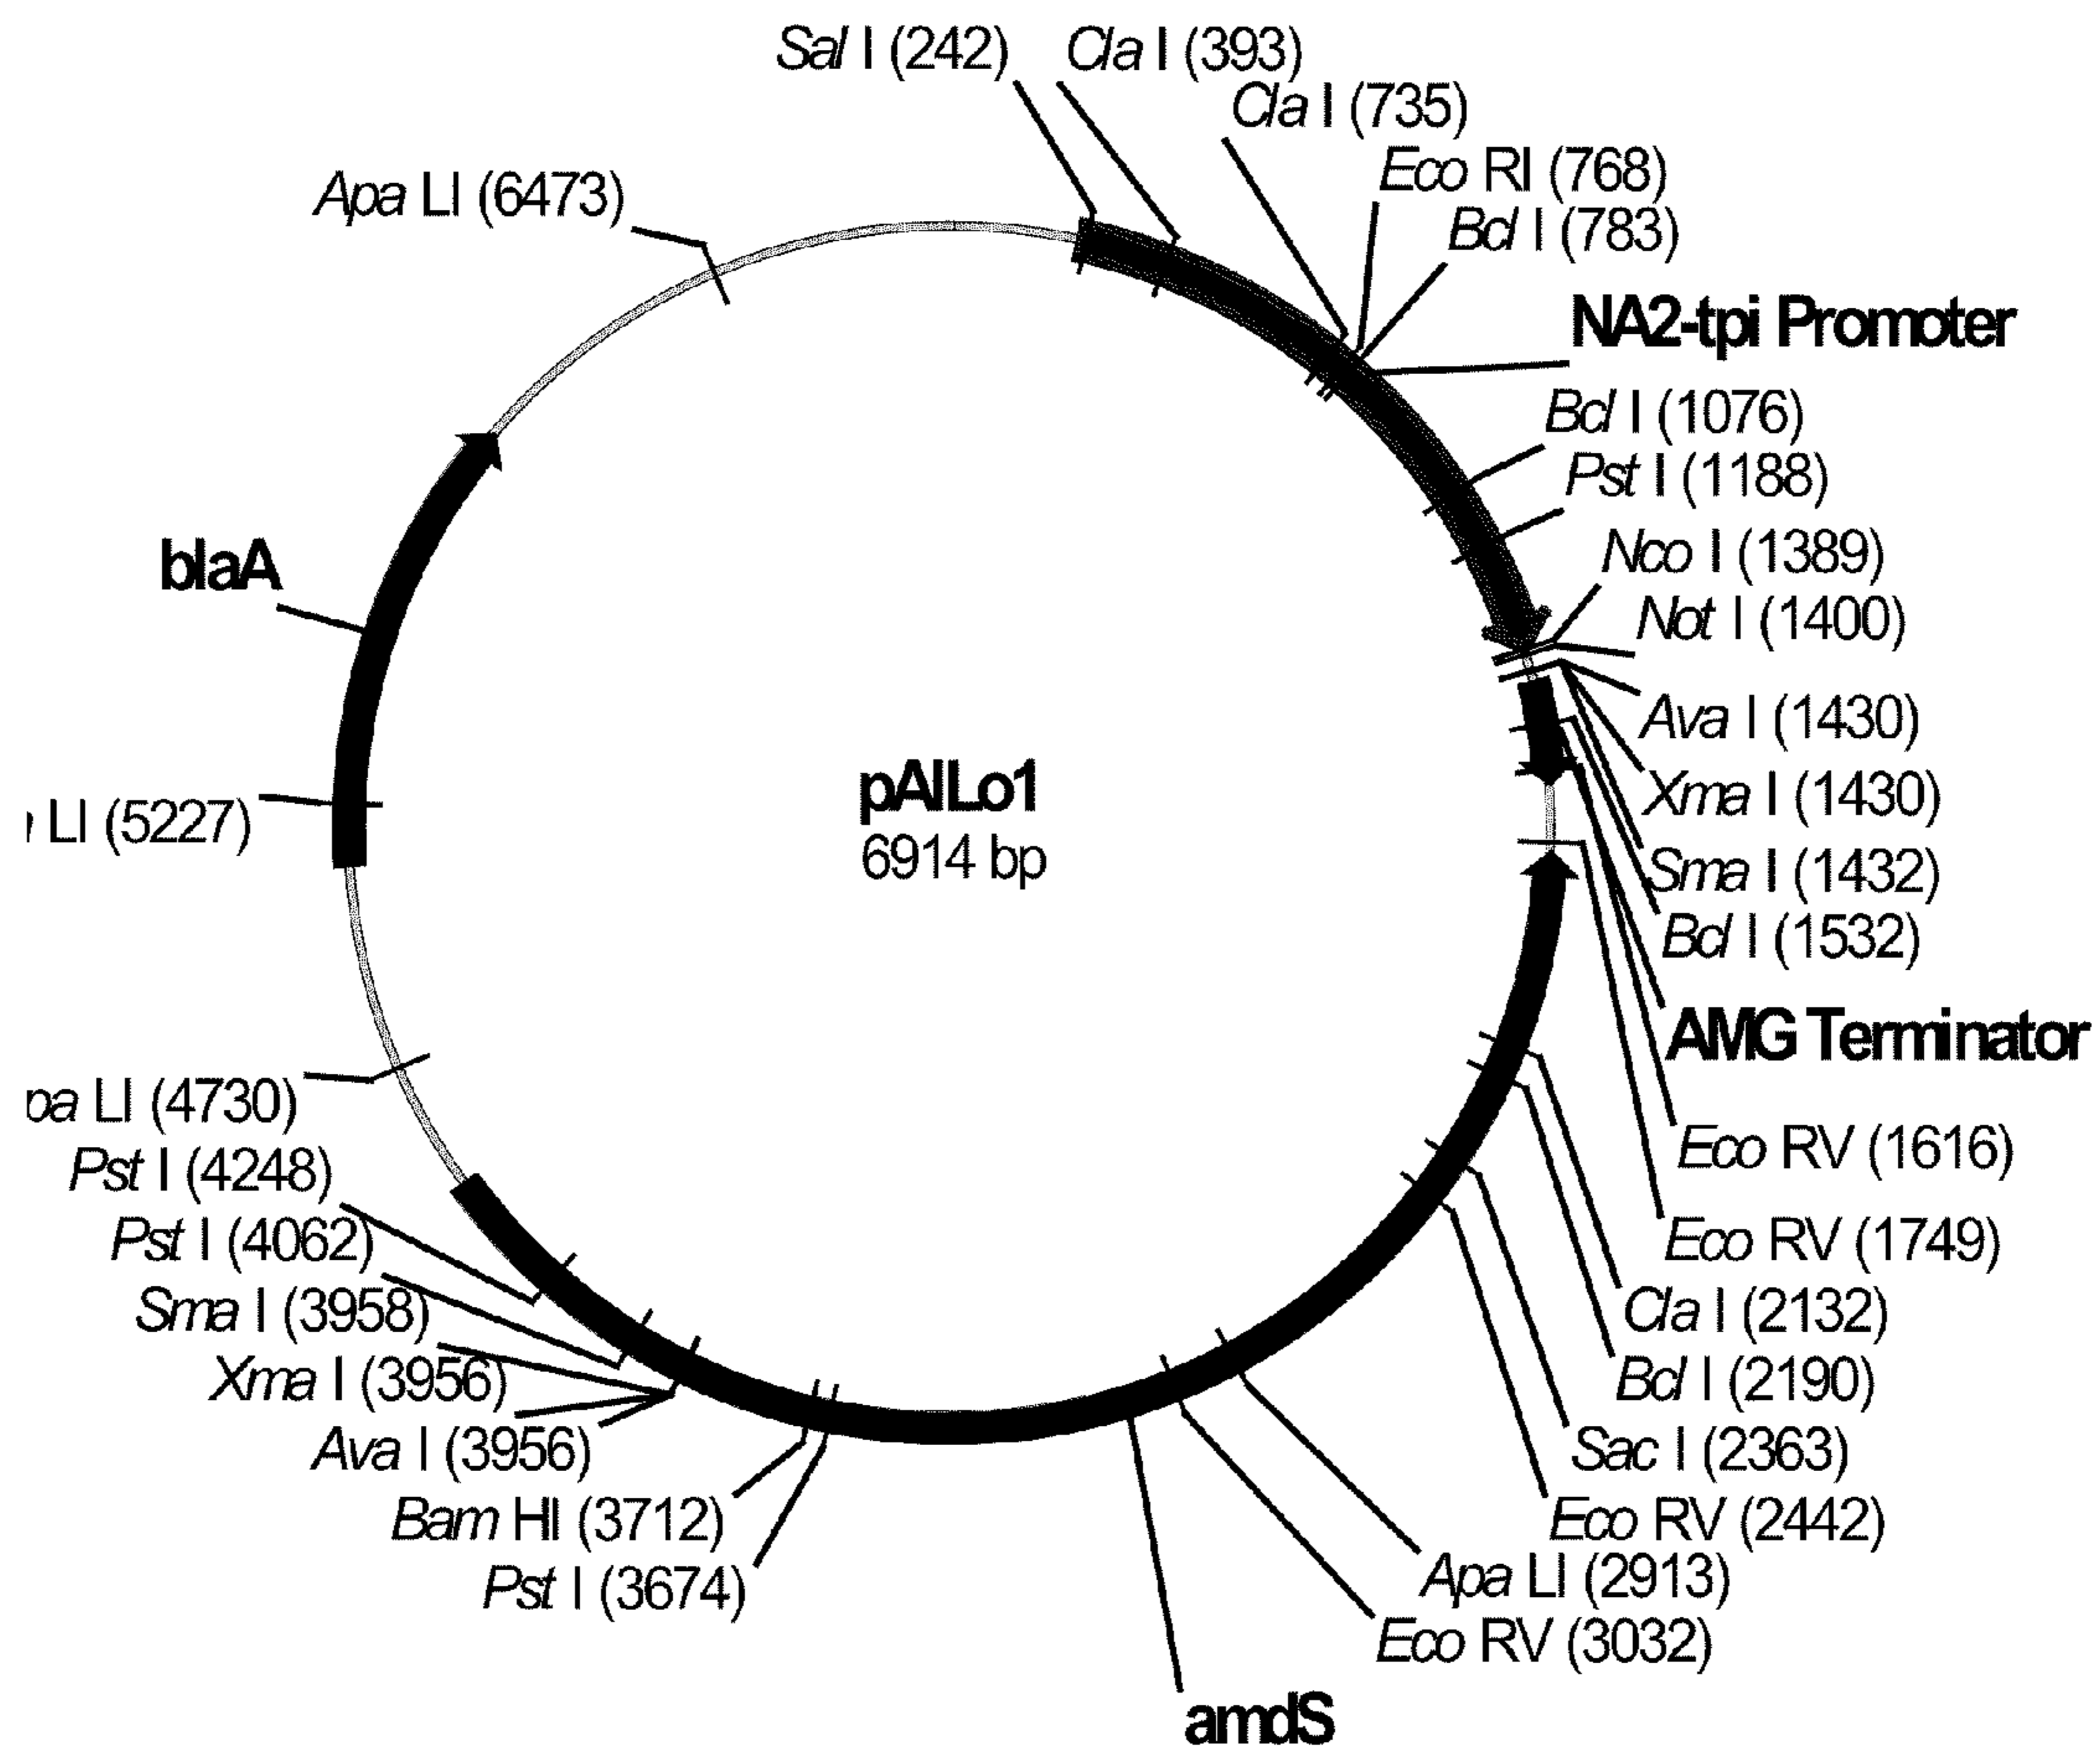 Sal I (242)
Cla I (393)
Cla I (735)
Eco RI (768)
Bcl I (783)
NA2-tpi Promoter
Bcl I (1076)
Pst I (1188)
Nco I (1389)
Not I (1400)
Ava I (1430)
Xma I (1430)
Sma I (1432)
Bcl I (1532)
AMG Terminator
Eco RV (1616)
Eco RV (1749)
Cla I (2132)
Bcl I (2190)
Sac I (2363)
Eco RV (2442)
Apa LI (2913)
Eco RV (3032)
amdS
Pst I (3674)
Bam HI (3712)
Ava I (3956)
Xma I (3956)
Sma I (3958)
Pst I (4062)
Pst I (4248)
pa LI (4730)
LI (5227)
blaA
Apa LI (6473)
pAILo1
6914 bp